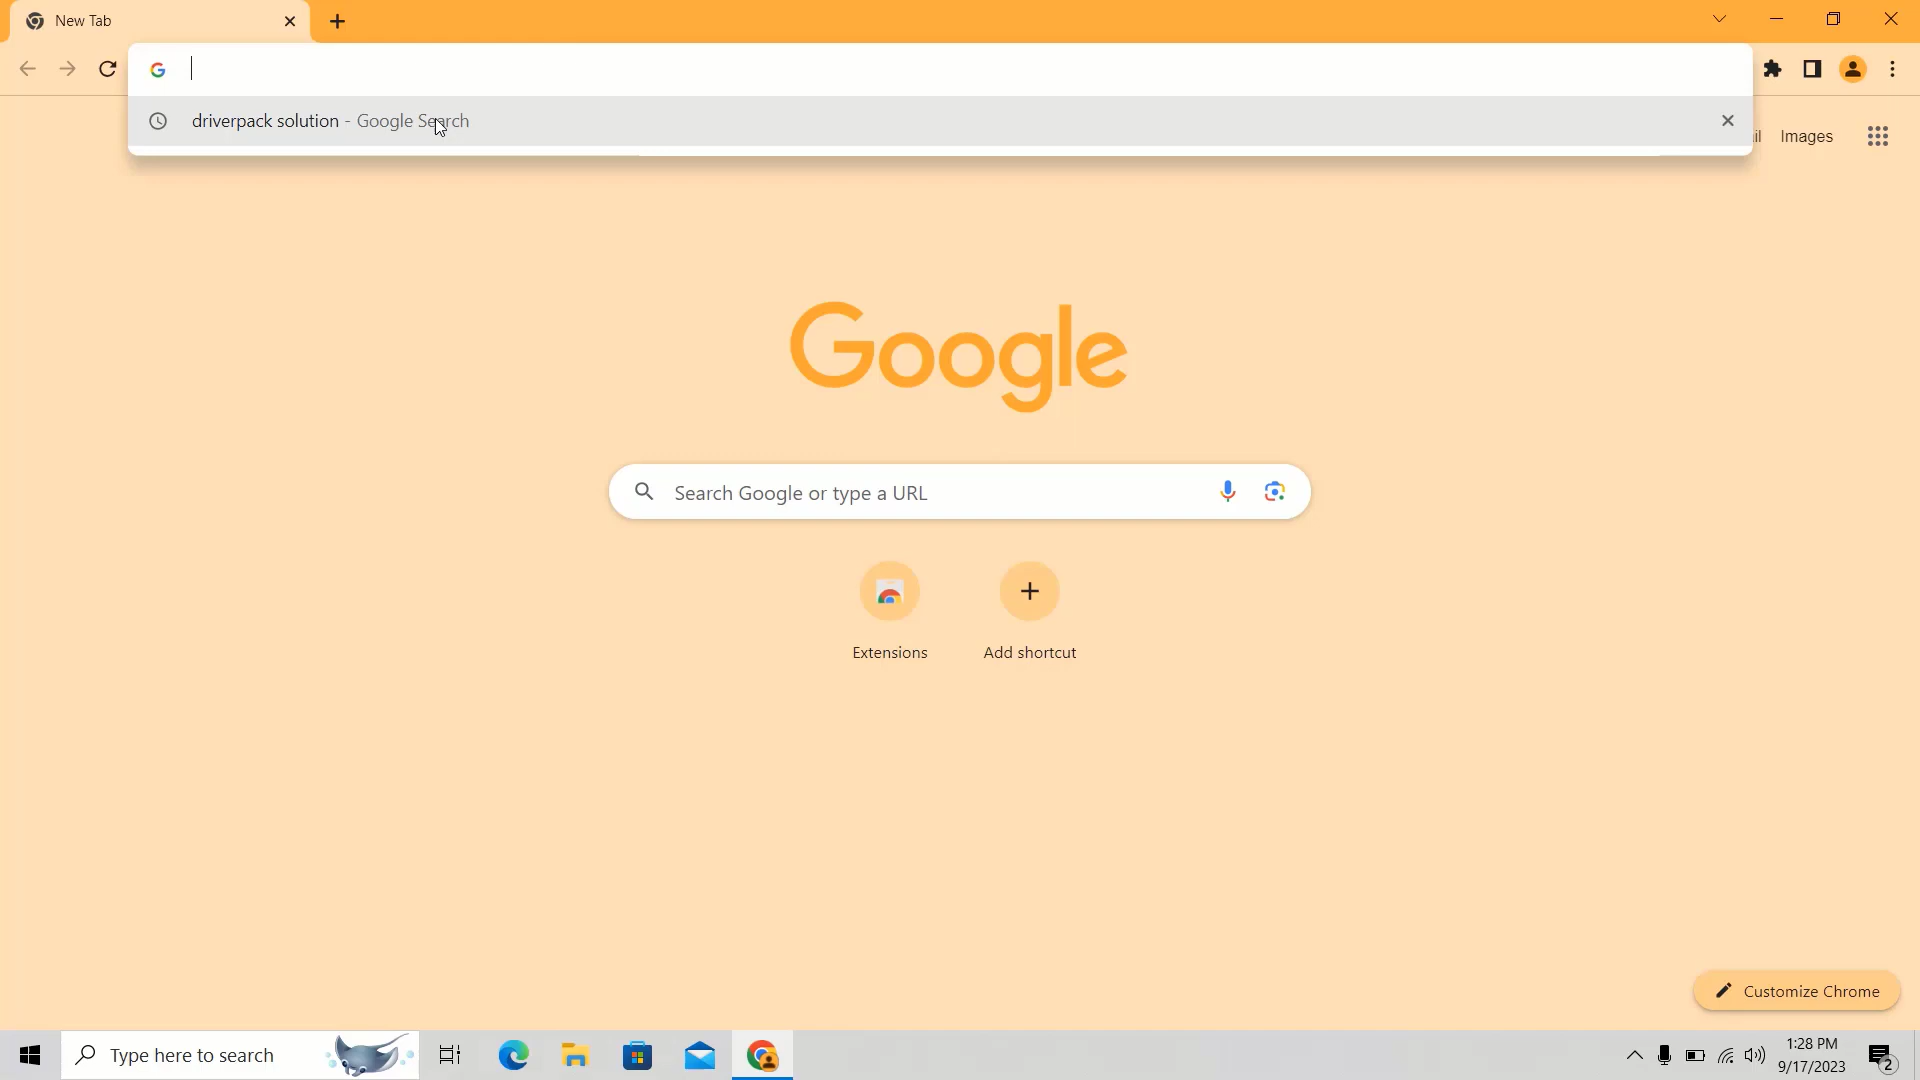 New Tab
driverpack solution - Google Search
il Images
Google
Search Google or type a URL
Extensions Add shortcut
Customize Chrome
Type here to search
1:28 PM
9/17/2023
2